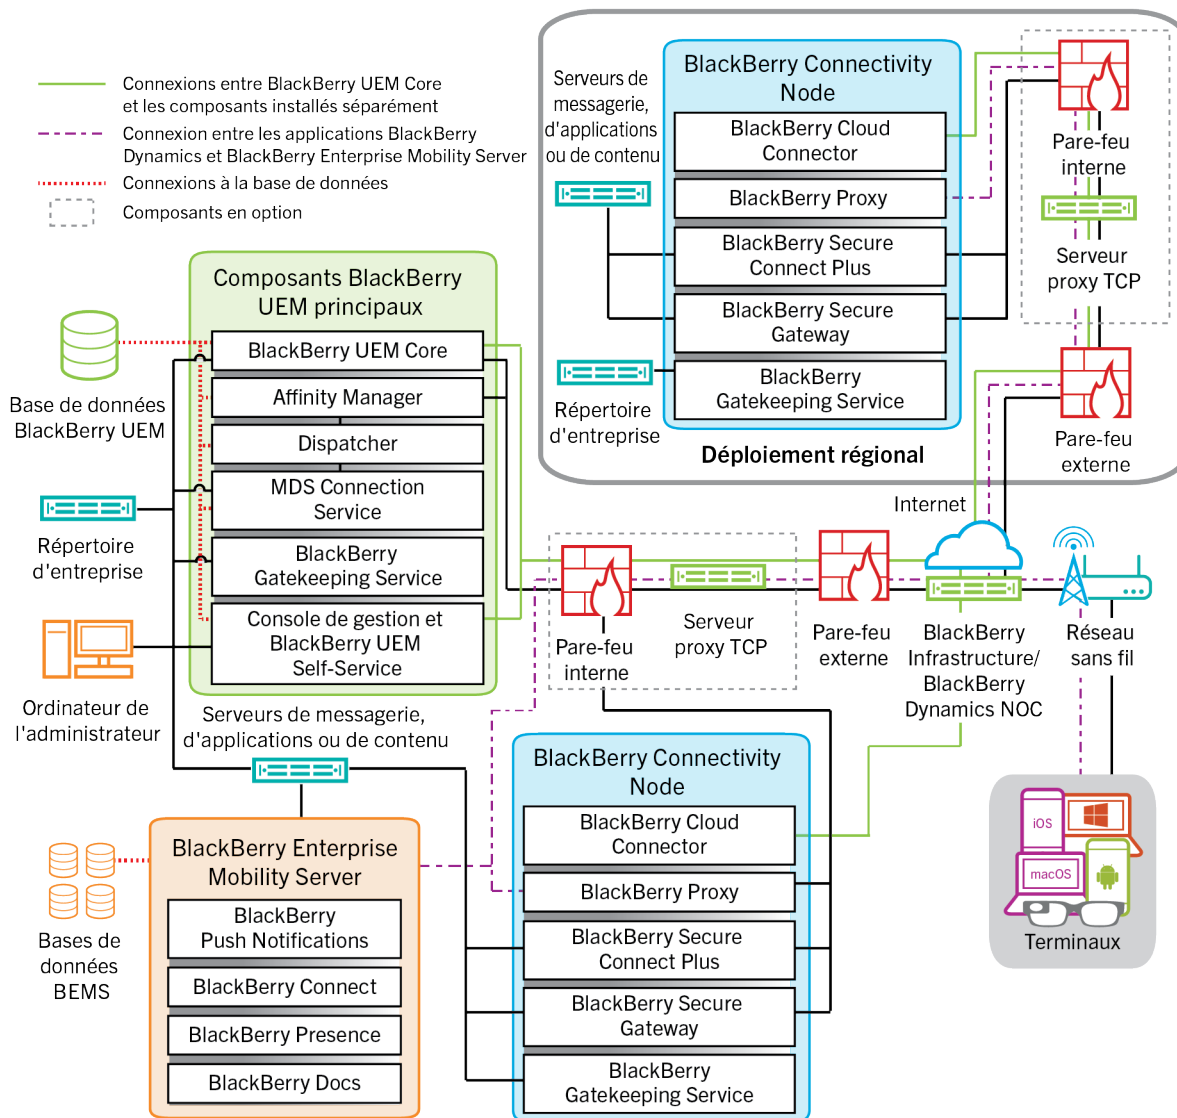 Connexions entre BlackBerry UEM Core
et les composants installés séparément
Connexion entre les applications BlackBerry
Dynamics et BlackBerry Enterprise Mobility Server
Connexions à la base de données
Composants en option
Serveurs de
messagerie,
d'applications
ou de contenu
BlackBerry Connectivity
Node
BlackBerry Cloud
Connector
BlackBerry Proxy
BlackBerry Secure
Connect Plus
BlackBerry Secure
Gateway
BlackBerry
Gatekeeping Service
Répertoire
d'entreprise
Déploiement régional
Pare-feu
interne
Serveur
proxy TCP
Pare-feu
externe
Composants BlackBerry
UEM principaux
BlackBerry UEM Core
Affinity Manager
Dispatcher
MDS Connection
Service
BlackBerry
Gatekeeping Service
Console de gestion et
BlackBerry UEM
Self-Service
Base de données
BlackBerry UEM
Répertoire
d'entreprise
Ordinateur de
l'administrateur
Internet
Pare-feu
interne
Serveur
proxy TCP
Pare-feu
externe
BlackBerry
Infrastructure/
BlackBerry
Dynamics NOC
Réseau
sans fil
Serveurs de messagerie,
d'applications ou de contenu
BlackBerry Enterprise
Mobility Server
BlackBerry
Push Notifications
BlackBerry Connect
BlackBerry Presence
BlackBerry Docs
Bases de
données
BEMS
BlackBerry Connectivity
Node
BlackBerry Cloud
Connector
BlackBerry Proxy
BlackBerry Secure
Connect Plus
BlackBerry Secure
Gateway
BlackBerry
Gatekeeping Service
iOS
macOS
Terminaux